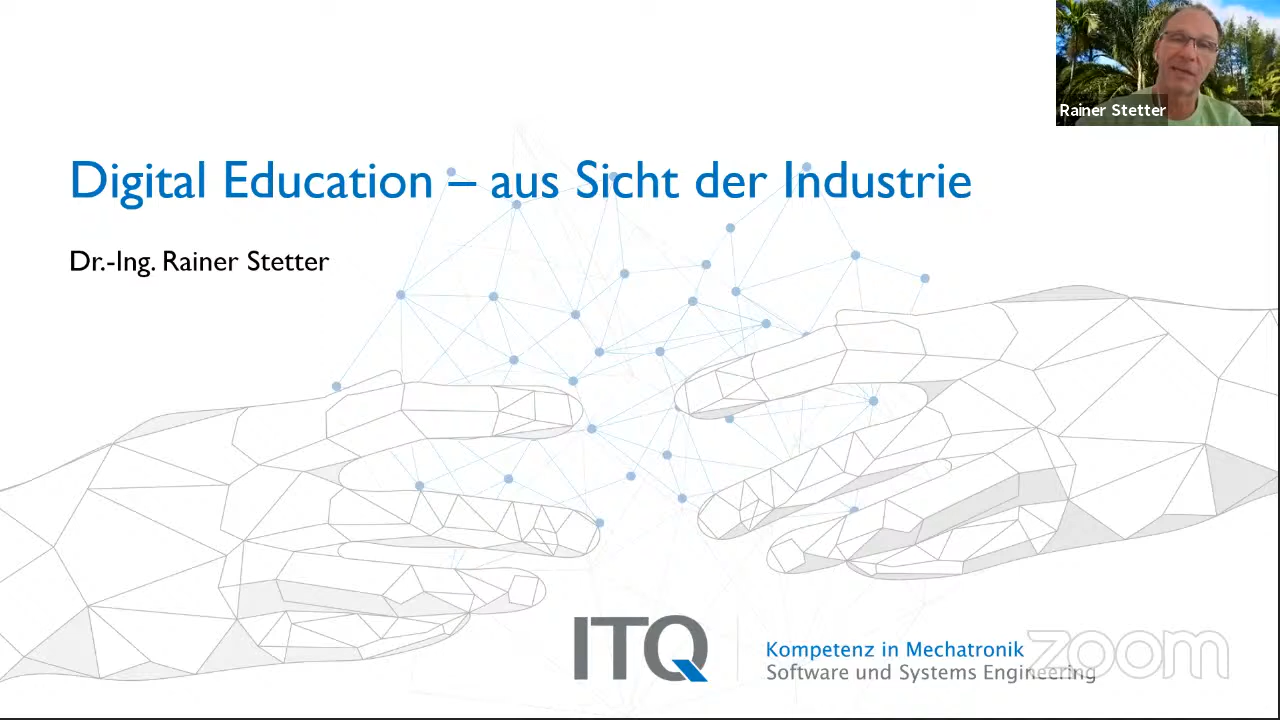 Rainer Stetter
Digital Education – aus Sicht der Industrie
Dr.-Ing. Rainer Stetter
ITQ
Kompetenz in Mechatronik
Software und Systems Engineering
zoom